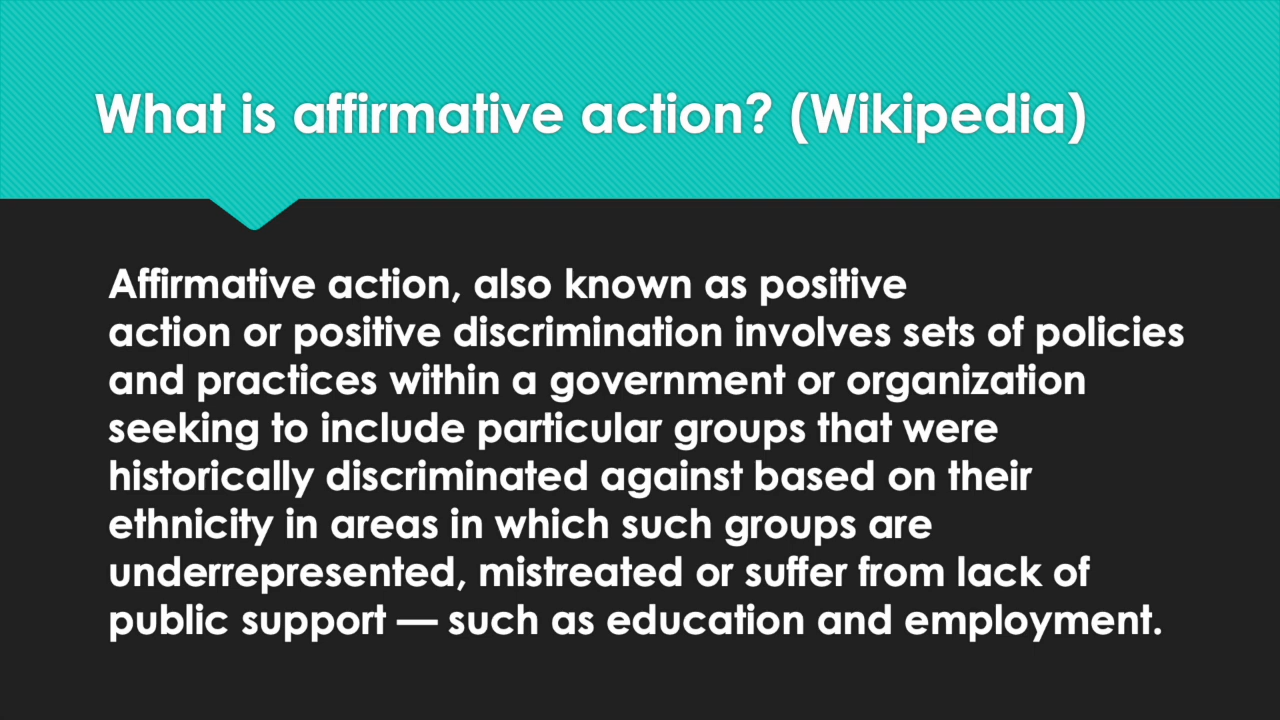 What is affirmative action? (Wikipedia)
Affirmative action, also known as positive
action or positive discrimination involves sets of policies
and practices within a government or organization
seeking to include particular groups that were
historically discriminated against based on their
ethnicity in areas in which such groups are
underrepresented, mistreated or suffer from lack of
public support — such as education and employment.